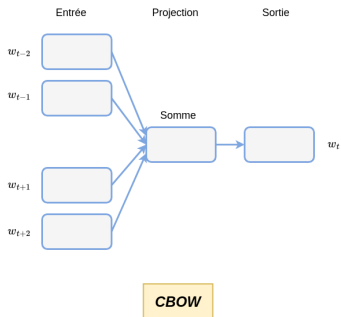 Entrée Projection Sortie
w_{t-2}
w_{t-1}
Somme
w_t
w_{t+1}
w_{t+2}
CBOW